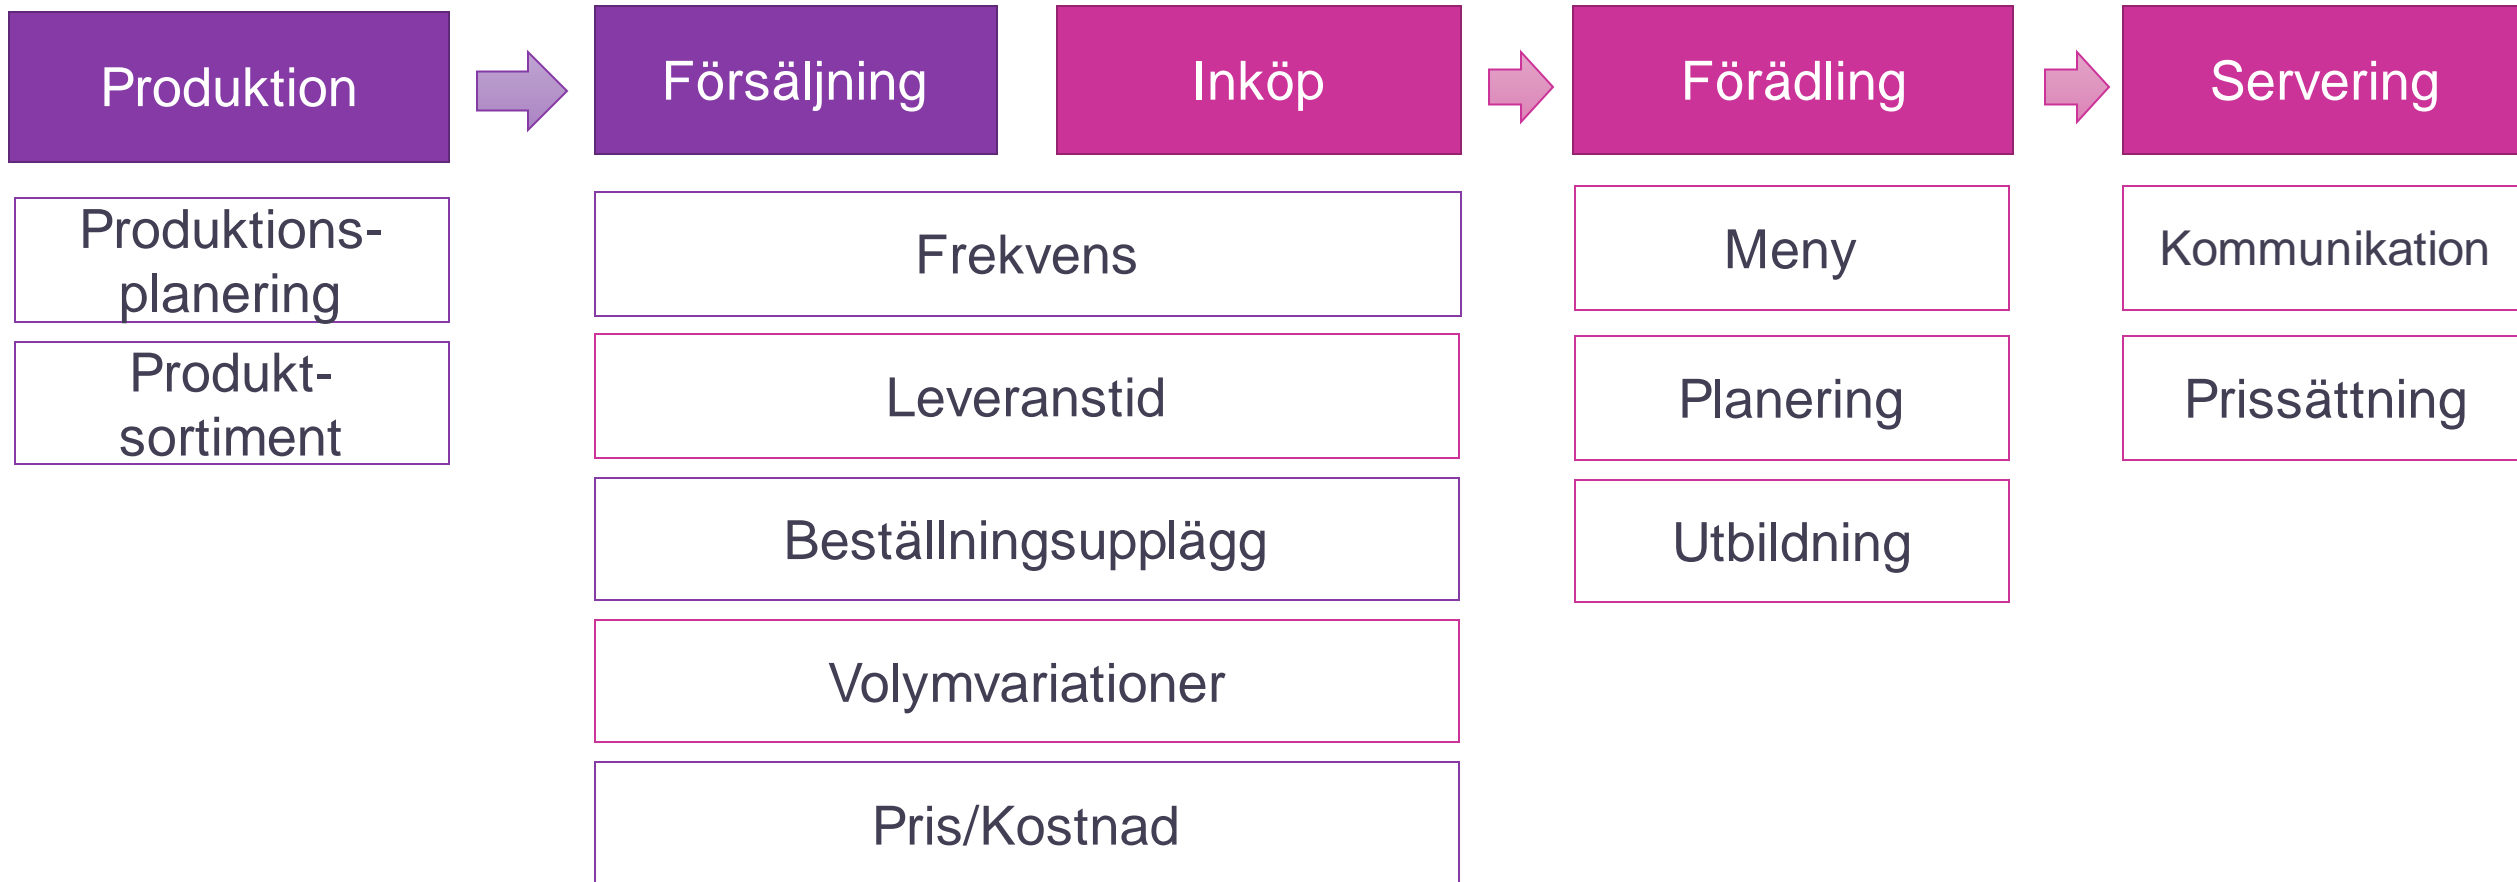 Produktion
Försäljning
Inköp
Förädling
Servering
Produktions-
planering
Produkt-
sortiment
Frekvens
Leveranstid
Beställningsupplägg
Volymvariationer
Pris/Kostnad
Meny
Planering
Utbildning
Kommunikation
Prissättning